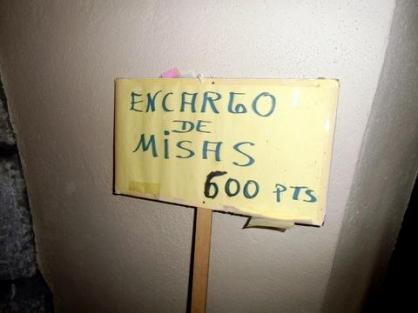 ENCARGO
DE
MiSAS
600 PTS